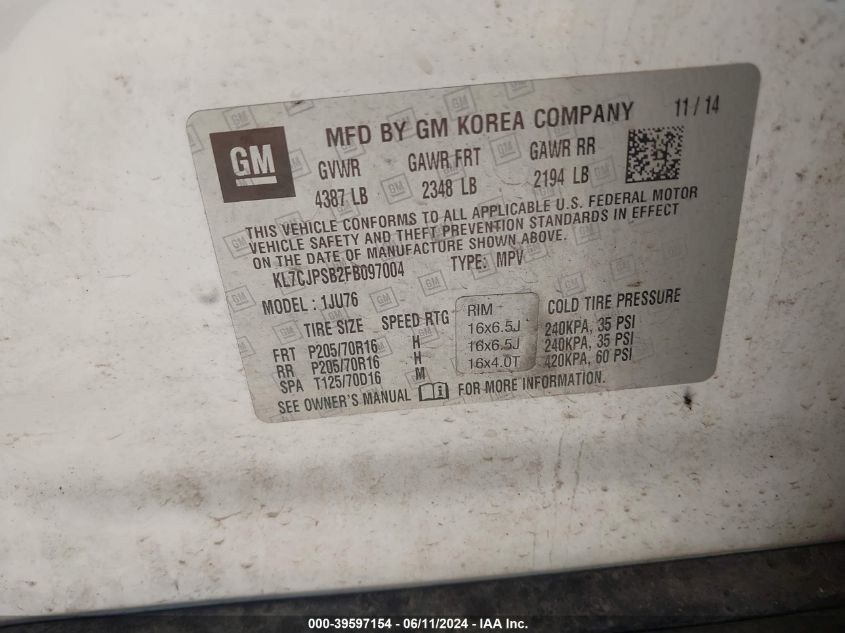 GM
MFD BY GM KOREA COMPANY 11/14
GVWR GAWR FRT GAWR RR
4387 LB 2348 LB 2194 LB
THIS VEHICLE CONFORMS TO ALL APPLICABLE U.S. FEDERAL MOTOR
VEHICLE SAFETY AND THEFT PREVENTION STANDARDS IN EFFECT
ON THE DATE OF MANUFACTURE SHOWN ABOVE.
KL7CJPSB2FB097004 TYPE: MPV
MODEL: 1JU76
TIRE SIZE SPEED RTG RIM COLD TIRE PRESSURE
FRT P205/70R16 H 16x6.5J 240KPA, 35 PSI
RR P205/70R16 H 16x6.5J 240KPA, 35 PSI
SPA T125/70D16 M 16x4.0T 420KPA, 60 PSI
SEE OWNER'S MANUAL FOR MORE INFORMATION.
000-39597154 - 06/11/2024 - IAA Inc.